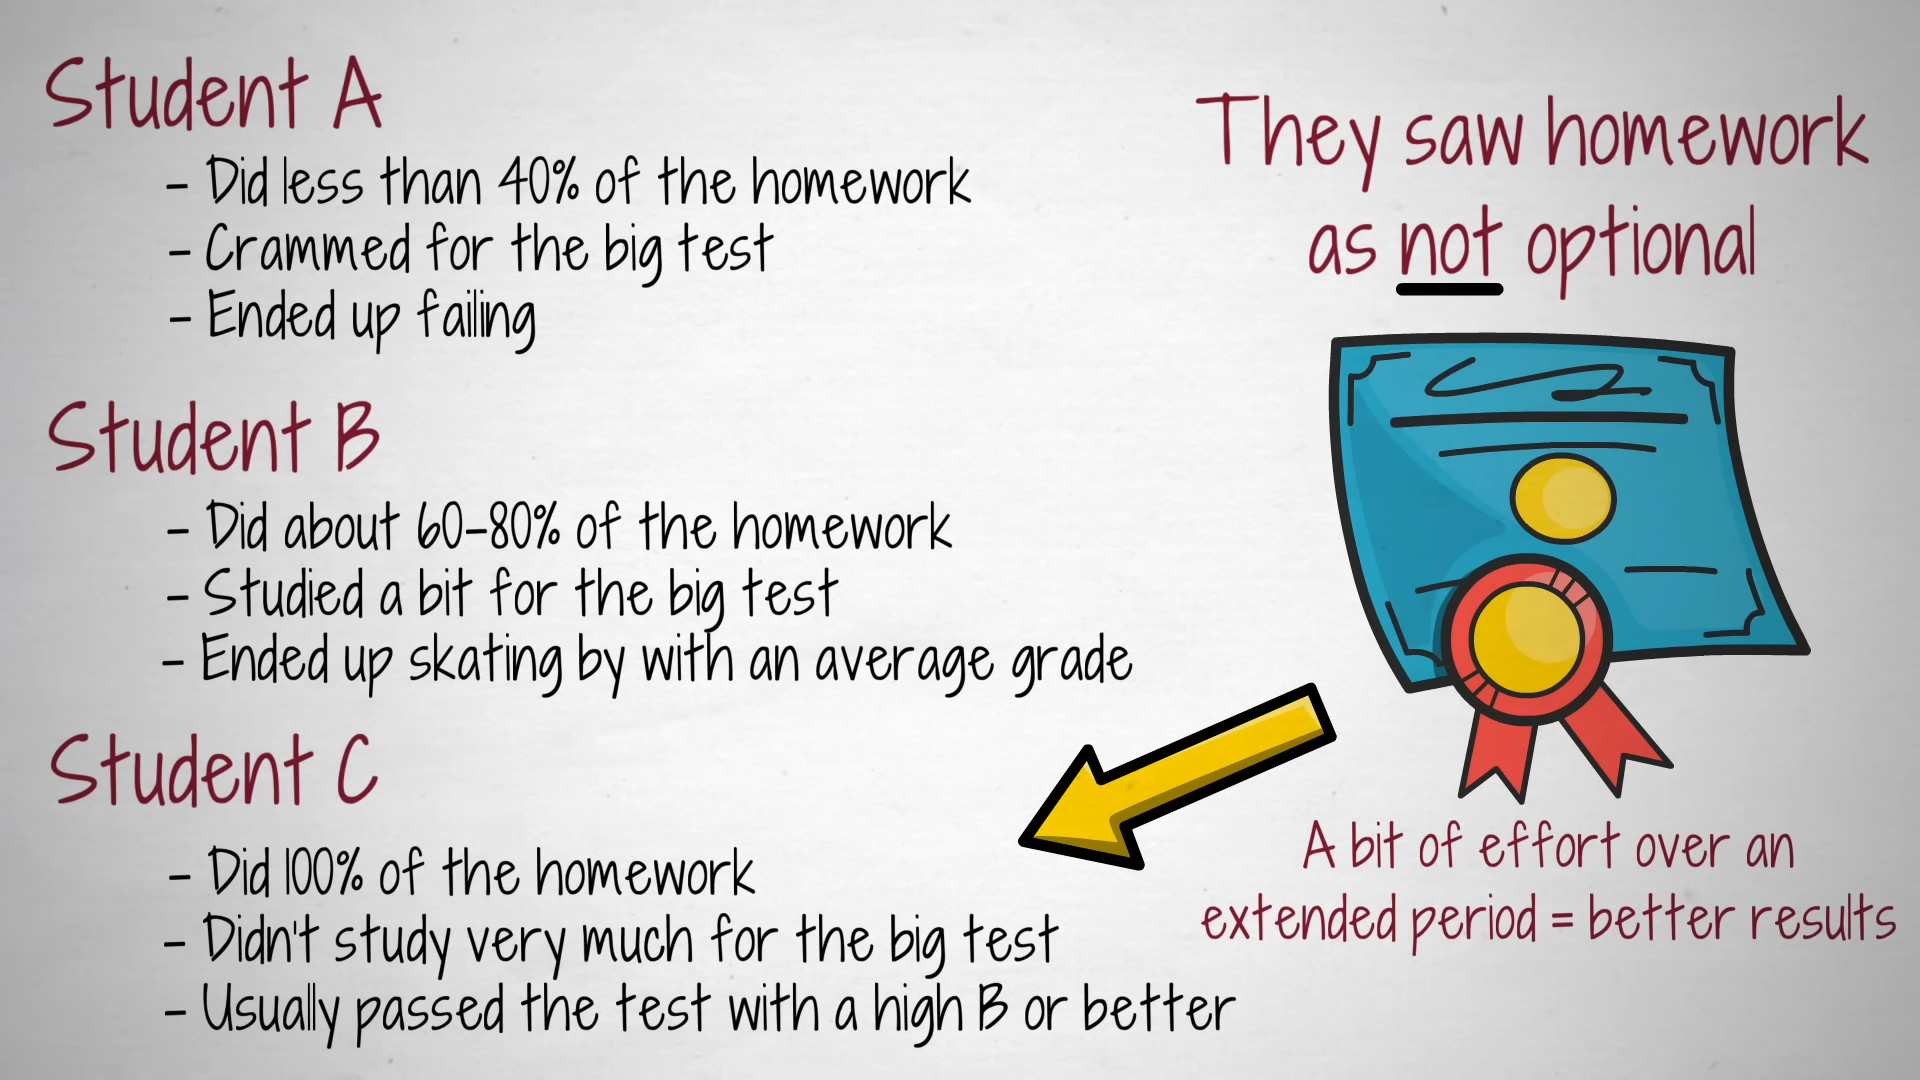 Student A
- Did less than 40% of the homework
- Crammed for the big test
- Ended up failing
Student B
- Did about 60-80% of the homework
- Studied a bit for the big test
- Ended up skating by with an average grade
Student C
- Did 100% of the homework
- Didn't study very much for the big test
- Usually passed the test with a high B or better
They saw homework
as not optional
A bit of effort over an
extended period = better results